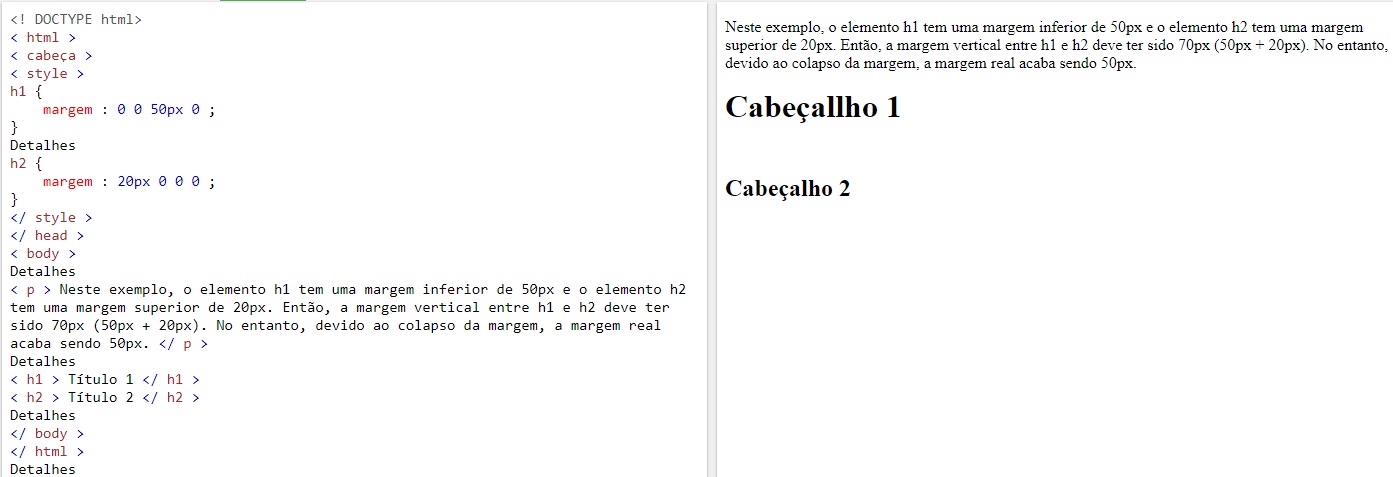 <! DOCTYPE html>
< html >
< cabeça >
< style >
h1 {
    margem : 0 0 50px 0 ;
}
Detalhes
h2 {
    margem : 20px 0 0 0 ;
}
</ style >
</ head >
< body >
Detalhes
< p > Neste exemplo, o elemento h1 tem uma margem inferior de 50px e o elemento h2
tem uma margem superior de 20px. Então, a margem vertical entre h1 e h2 deve ter
sido 70px (50px + 20px). No entanto, devido ao colapso da margem, a margem real
acaba sendo 50px. </ p >
Detalhes
< h1 > Título 1 </ h1 >
< h2 > Título 2 </ h2 >
Detalhes
</ body >
</ html >
Detalhes
Neste exemplo, o elemento h1 tem uma margem inferior de 50px e o elemento h2 tem uma margem
superior de 20px. Então, a margem vertical entre h1 e h2 deve ter sido 70px (50px + 20px). No entanto,
devido ao colapso da margem, a margem real acaba sendo 50px.
Cabeçallho 1
Cabeçalho 2